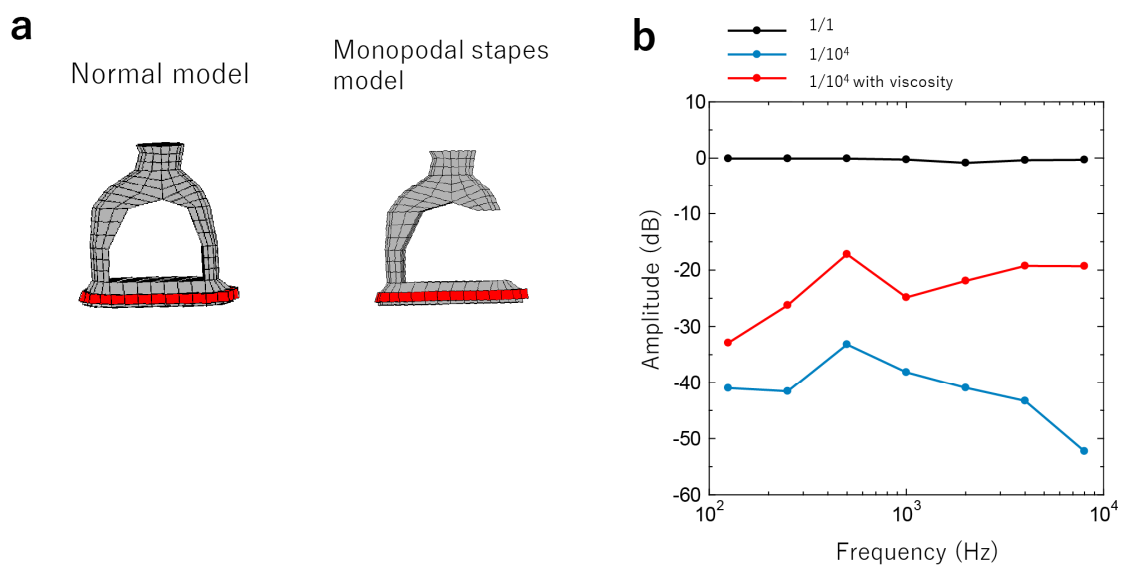 a
Normal model
Monopodal stapes
model
b
1/1
1/10⁴
1/10⁴ with viscosity
10
0
-10
-20
-30
-40
-50
-60
Amplitude (dB)
10²
10³
10⁴
Frequency (Hz)